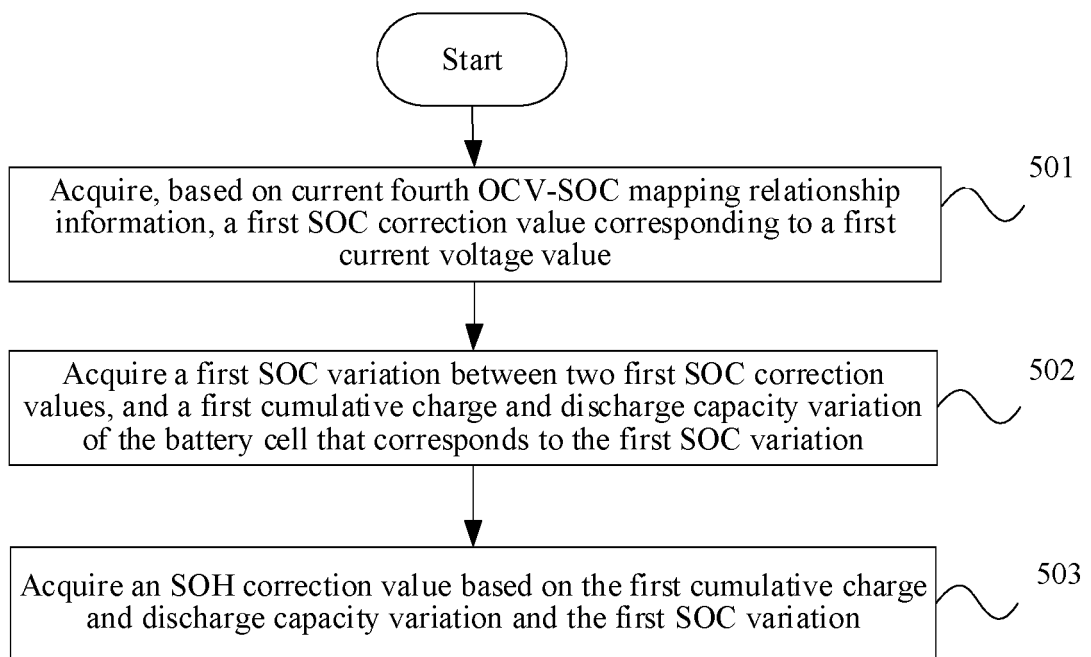 Start
501
Acquire, based on current fourth OCV-SOC mapping relationship
information, a first SOC correction value corresponding to a first
current voltage value
502
Acquire a first SOC variation between two first SOC correction
values, and a first cumulative charge and discharge capacity variation
of the battery cell that corresponds to the first SOC variation
503
Acquire an SOH correction value based on the first cumulative charge
and discharge capacity variation and the first SOC variation